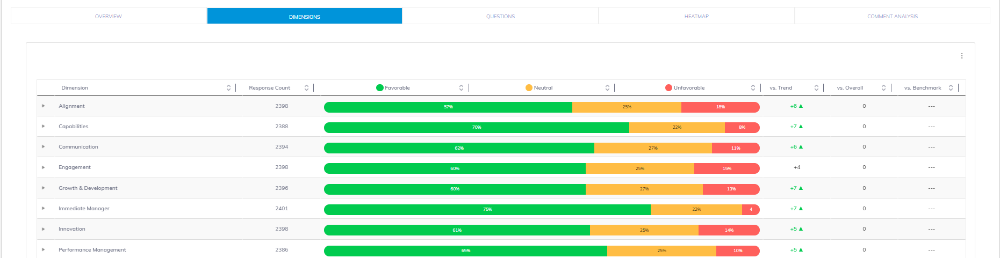 OVERVIEW DIMENSIONS QUESTIONS HEATMAP COMMENT ANALYSIS
Dimension Response Count Favorable Neutral Unfavorable vs. Trend vs. Overall vs. Benchmark
Alignment 2398 57% 25% 18% +6 ▲ 0 ---
Capabilities 2388 70% 22% 8% +7 ▲ 0 ---
Communication 2394 62% 27% 11% +6 ▲ 0 ---
Engagement 2398 60% 25% 15% +4 0 ---
Growth & Development 2396 60% 27% 13% +7 ▲ 0 ---
Immediate Manager 2401 75% 22% 4 +7 ▲ 0 ---
Innovation 2398 61% 25% 14% +5 ▲ 0 ---
Performance Management 2386 65% 25% 10% +5 ▲ 0 ---